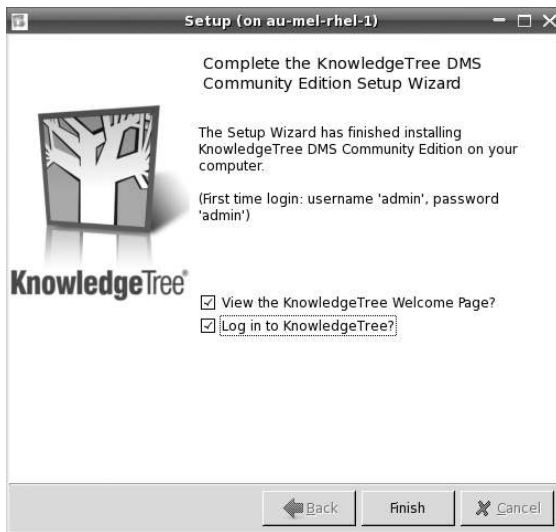 Setup (on au-mel-rhel-1)
Complete the KnowledgeTree DMS
Community Edition Setup Wizard
The Setup Wizard has finished installing
KnowledgeTree DMS Community Edition on your
computer.
(First time login: username 'admin', password
'admin')
KnowledgeTree®
View the KnowledgeTree Welcome Page?
Log in to KnowledgeTree?
Back Finish Cancel